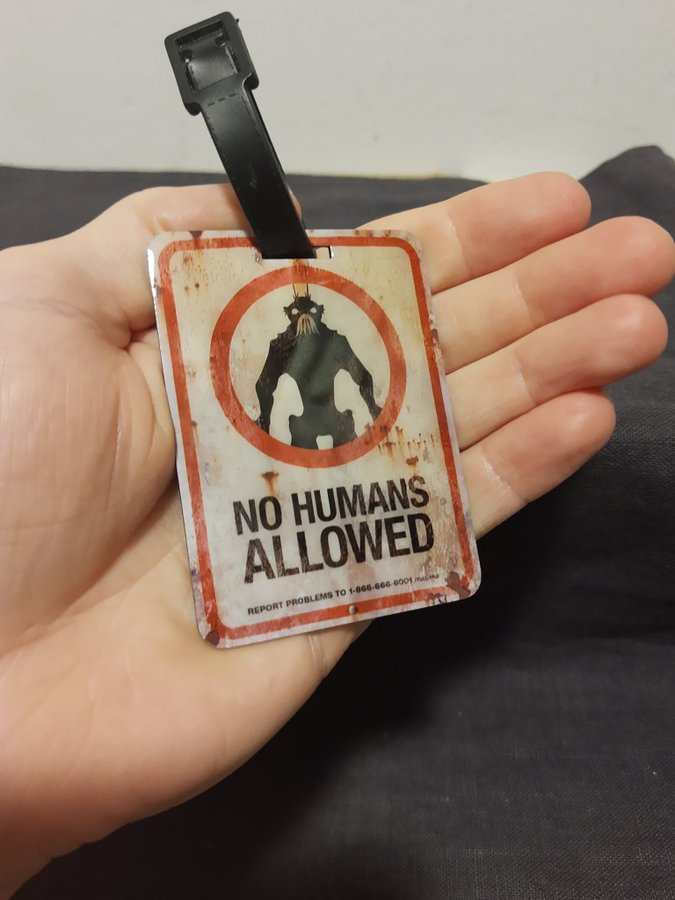 NO HUMANS
ALLOWED
REPORT PROBLEMS TO 1-866-666-6001